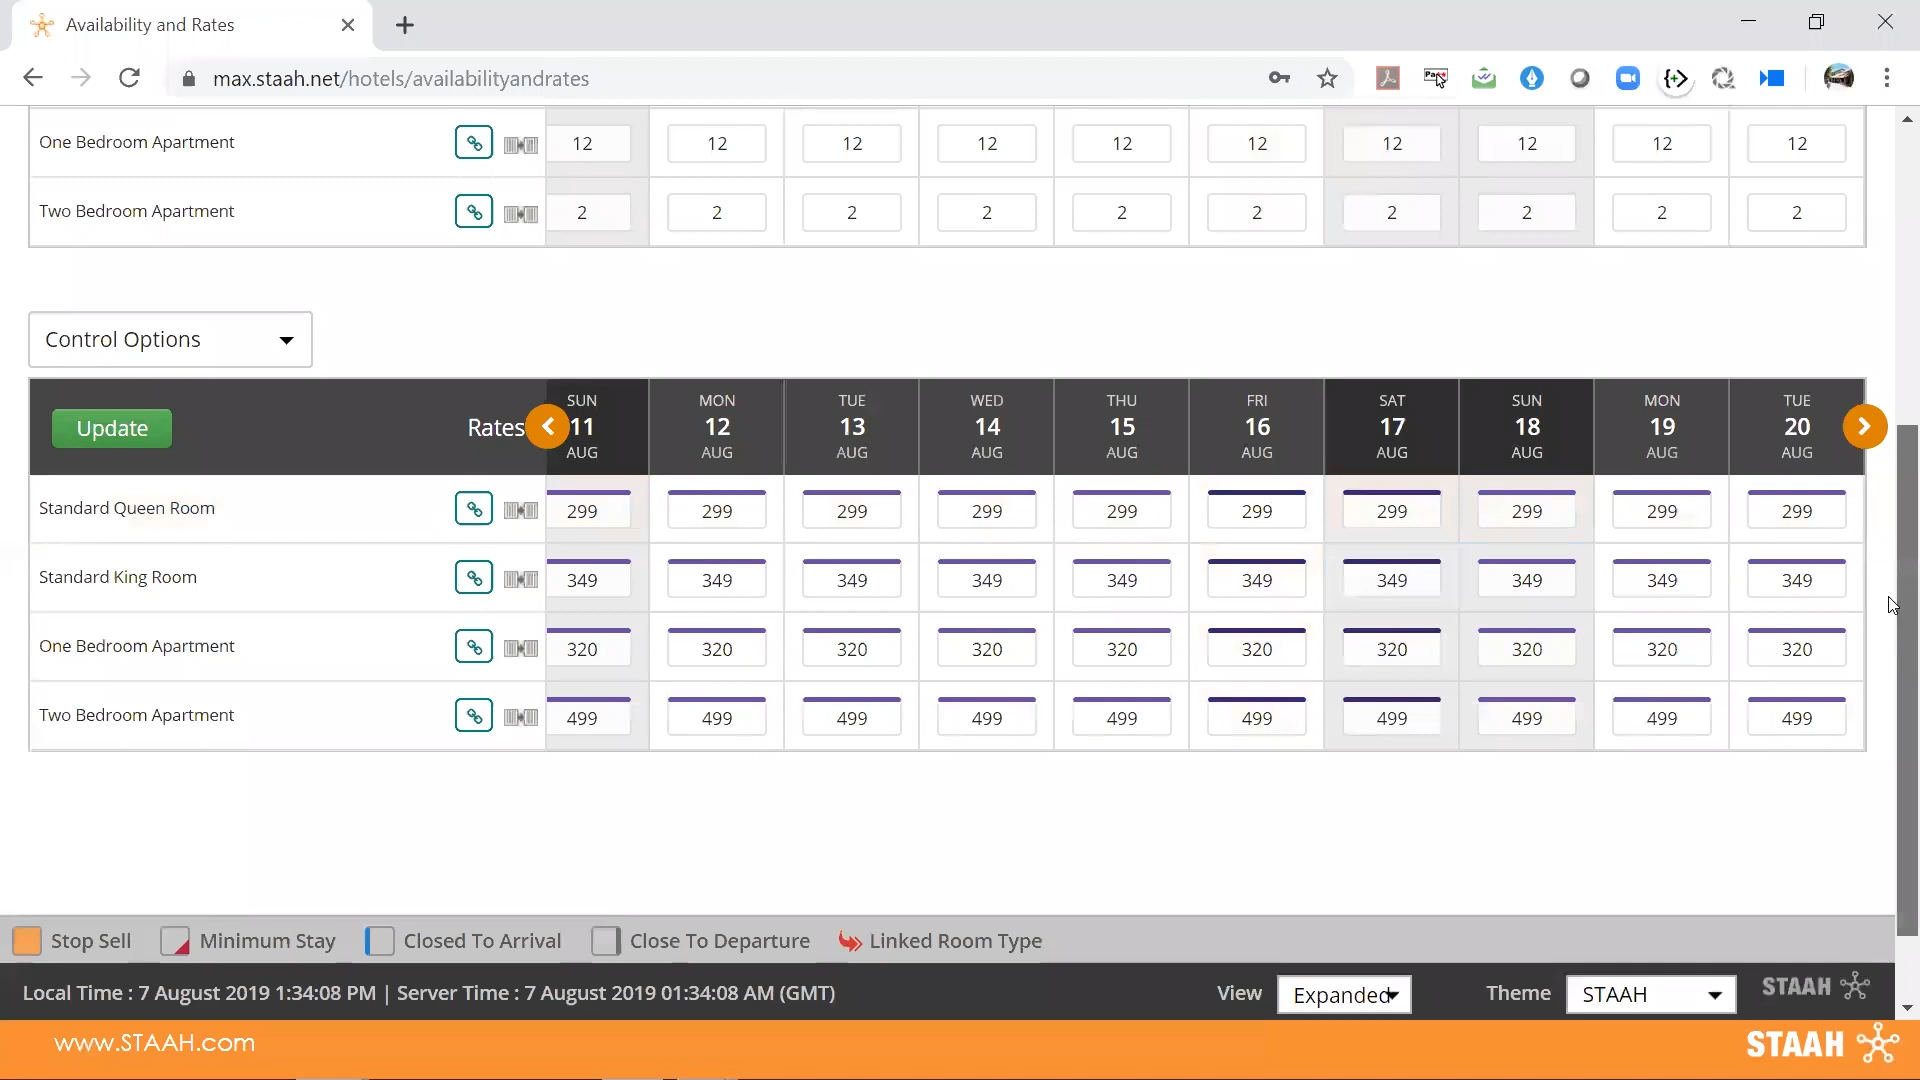 Availability and Rates
max.staah.net/hotels/availabilityandrates
One Bedroom Apartment 12 12 12 12 12 12 12 12 12 12
Two Bedroom Apartment 2 2 2 2 2 2 2 2 2 2
Control Options
SUN MON TUE WED THU FRI SAT SUN MON TUE
Update Rates 11 12 13 14 15 16 17 18 19 20
AUG AUG AUG AUG AUG AUG AUG AUG AUG AUG
Standard Queen Room 299 299 299 299 299 299 299 299 299 299
Standard King Room 349 349 349 349 349 349 349 349 349 349
One Bedroom Apartment 320 320 320 320 320 320 320 320 320 320
Two Bedroom Apartment 499 499 499 499 499 499 499 499 499 499
Stop Sell Minimum Stay Closed To Arrival Close To Departure Linked Room Type
Local Time : 7 August 2019 1:34:08 PM | Server Time : 7 August 2019 01:34:08 AM (GMT) View Expanded Theme STAAH STAAH
www.STAAH.com STAAH